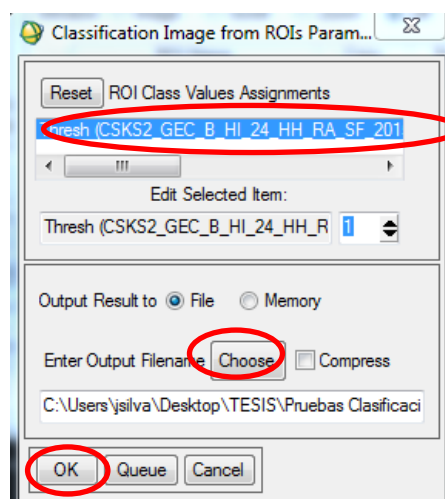 Classification Image from ROIs Param...
Reset ROI Class Values Assignments
Thresh (CSKS2_GEC_B_HI_24_HH_RA_SF_201
Edit Selected Item:
Thresh (CSKS2_GEC_B_HI_24_HH_R 1
Output Result to File Memory
Enter Output Filename Choose Compress
C:\Users\jsilva\Desktop\TESIS\Pruebas Clasificaci
OK Queue Cancel